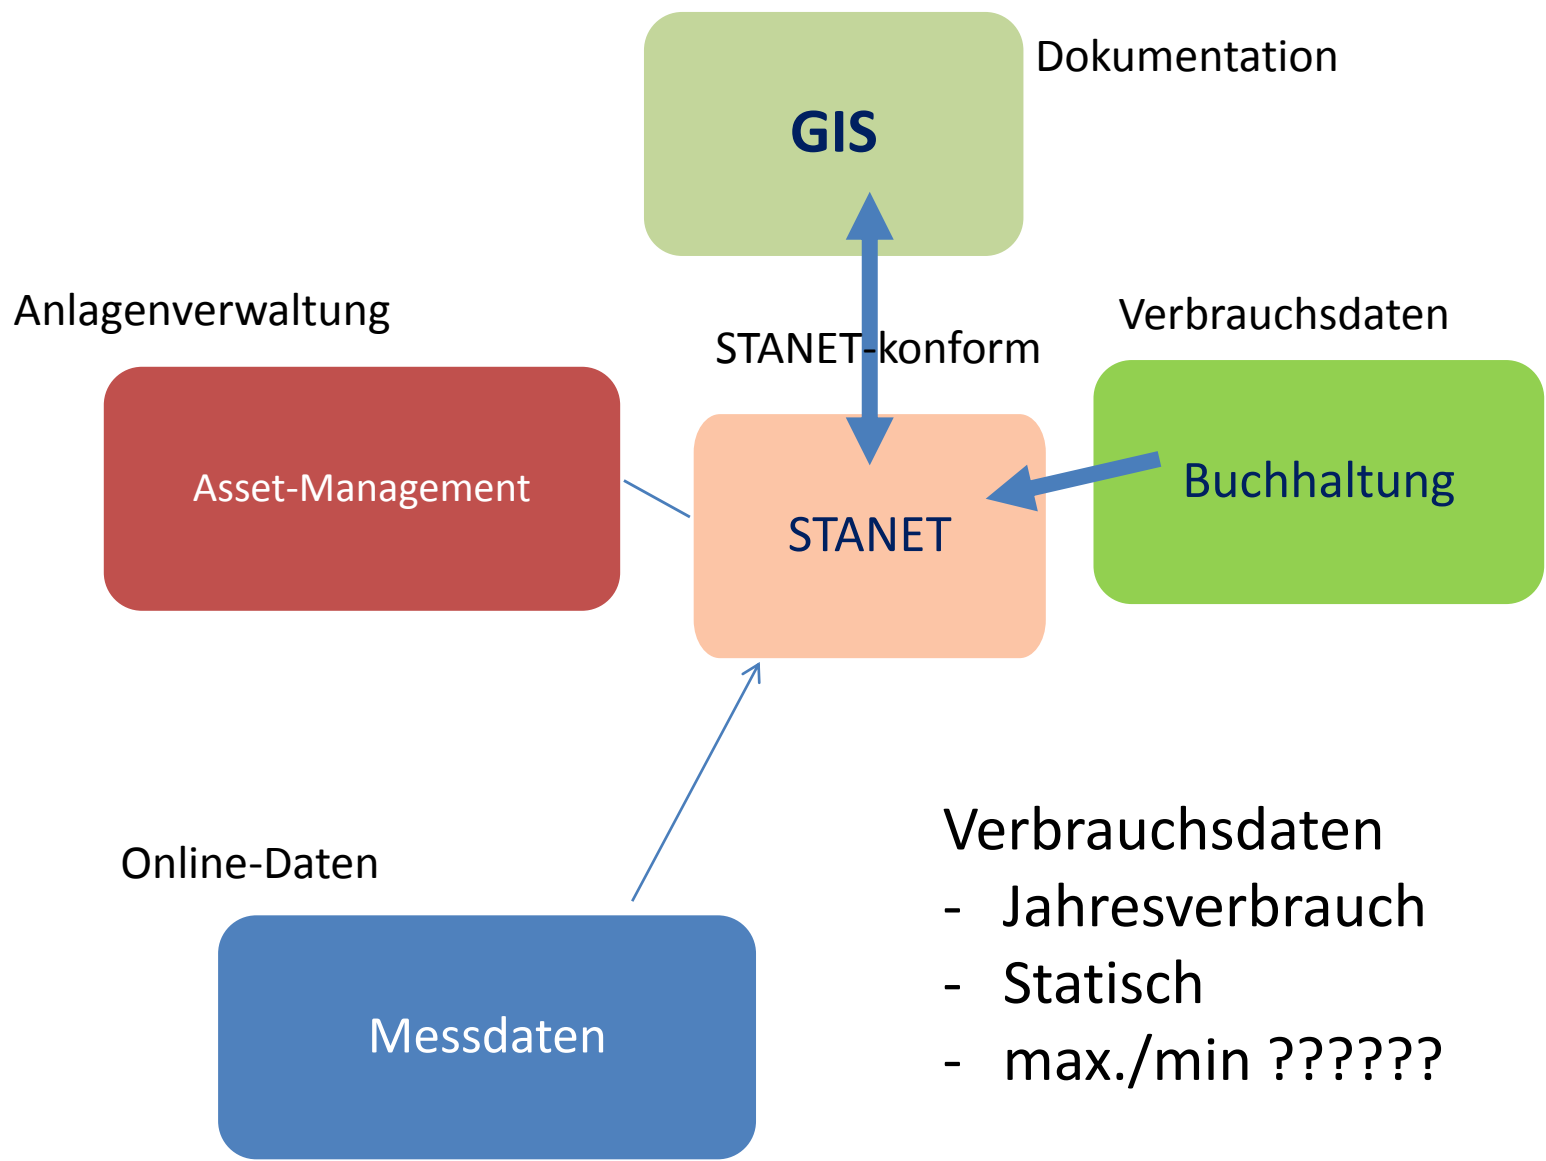 Dokumentation
GIS
Anlagenverwaltung
Verbrauchsdaten
STANET-konform
Asset-Management
Buchhaltung
STANET
Online-Daten
Messdaten
Verbrauchsdaten
- Jahresverbrauch
- Statisch
- max./min ??????